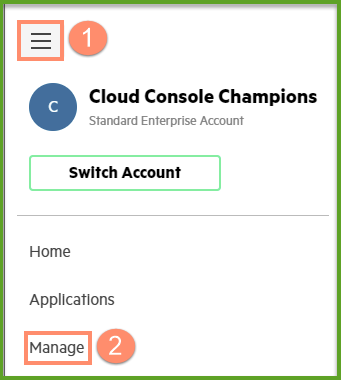 1
C
Cloud Console Champions
Standard Enterprise Account
Switch Account
Home
Applications
Manage 2